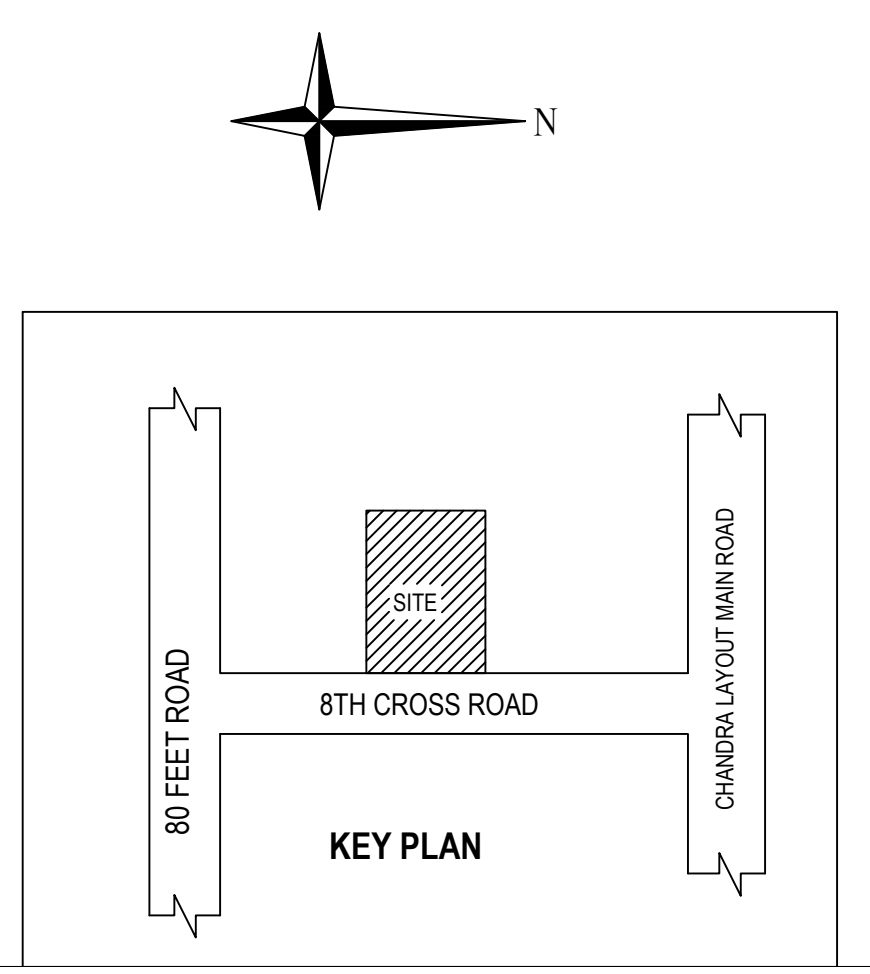 N
SITE
8TH CROSS ROAD
80 FEET ROAD
CHANDRA LAYOUT MAIN ROAD
KEY PLAN